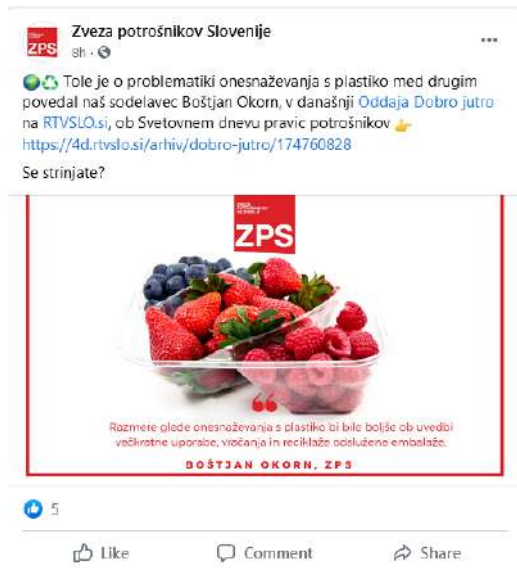 Zveza potrošnikov Slovenije
ZPS
8h ·
Tole je o problematiki onesnaževanja s plastiko med drugim
povedal naš sodelavec Boštjan Okorn, v današnji Oddaja Dobro jutro
na RTVSLO.si, ob Svetovnem dnevu pravic potrošnikov
https://4d.rtvslo.si/arhiv/dobro-jutro/174760828
Se strinjate?
ZPS
Razmere glede onesnaževanja s plastiko bi bile boljše ob uvedbi
večkratne uporabe, vračanja in reciklaže odslužene embalaže.
BOŠTJAN OKORN, ZPS
5
Like
Comment
Share